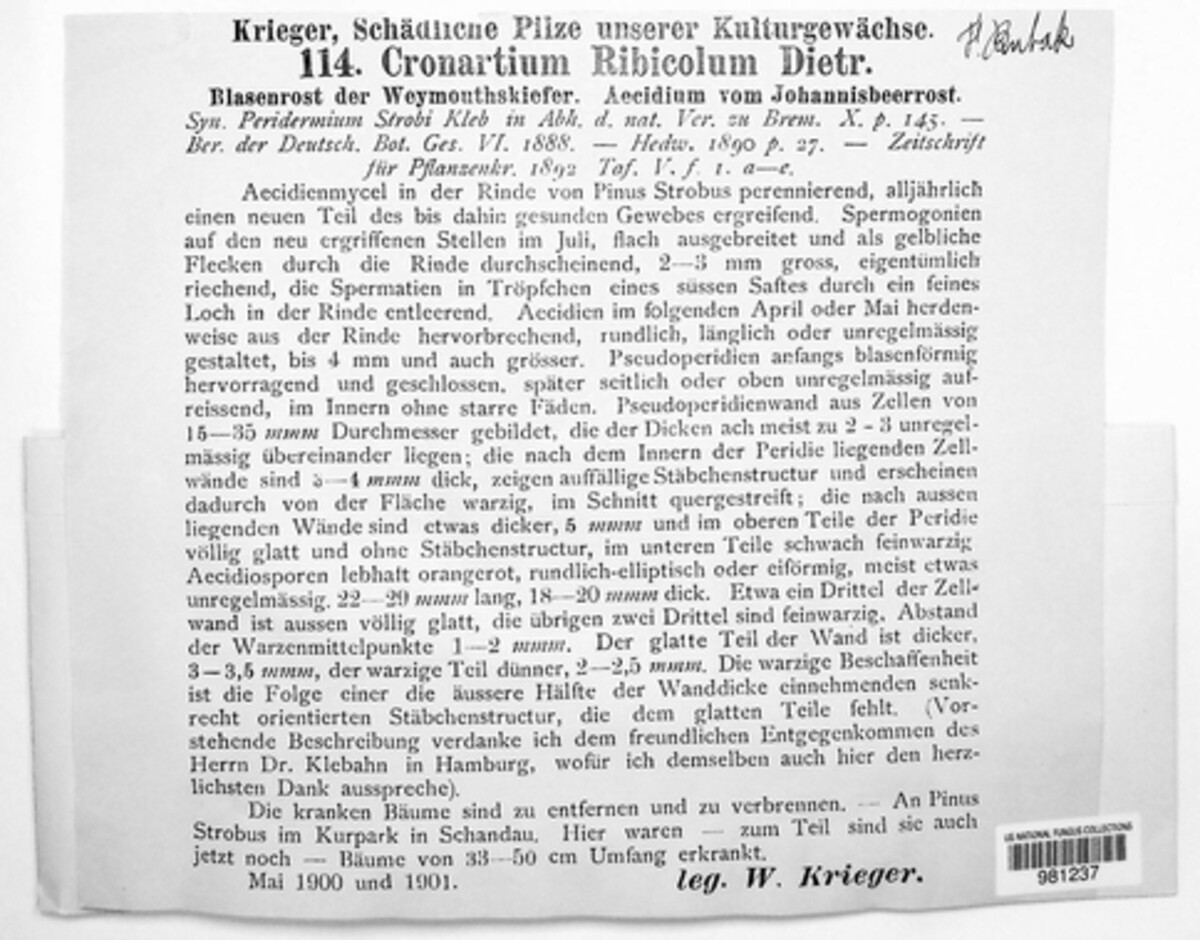 Krieger, Schädliche Pilze unserer Kulturgewächse.
114. Cronartium Ribicolum Dietr.
Blasenrost der Weymouthskiefer. Aecidium vom Johannisbeerrost.
Syn. Peridermium Strobi Kleb in Abh. d. nat. Ver. zu Brem. X. p. 145. —
Ber. der Deutsch. Bot. Ges. VI. 1888. — Hedw. 1890 p. 27. — Zeitschrift
für Pflanzenkr. 1892 Taf. V. f. 1. a—e.
Aecidienmycel in der Rinde von Pinus Strobus perennierend, alljährlich
einen neuen Teil des bis dahin gesunden Gewebes ergreifend. Spermogonien
auf den neu ergriffenen Stellen im Juli, flach ausgebreitet und als gelbliche
Flecken durch die Rinde durchscheinend, 2—3 mm gross, eigentümlich
riechend, die Spermatien in Tröpfchen eines süssen Saftes durch ein feines
Loch in der Rinde entleerend. Aecidien im folgenden April oder Mai herden-
weise aus der Rinde hervorbrechend, rundlich, länglich oder unregelmässig
gestaltet, bis 4 mm und auch grösser. Pseudoperidien anfangs blasenförmig
hervorragend und geschlossen, später seitlich oder oben unregelmässig auf-
reissend, im Innern ohne starre Fäden. Pseudoperidienwand aus Zellen von
15—35 mmm Durchmesser gebildet, die der Dicken ach meist zu 2 - 3 unregel-
mässig übereinander liegen; die nach dem Innern der Peridie liegenden Zell-
wände sind 3—4 mmm dick, zeigen auffällige Stäbchenstructur und erscheinen
dadurch von der Fläche warzig, im Schnitt quergestreift; die nach aussen
liegenden Wände sind etwas dicker, 5 mmm und im oberen Teile der Peridie
völlig glatt und ohne Stäbchenstructur, im unteren Teile schwach feinwarzig
Aecidiosporen lebhaft orangerot, rundlich-elliptisch oder eiförmig, meist etwas
unregelmässig. 22—29 mmm lang, 18—20 mmm dick. Etwa ein Drittel der Zell-
wand ist aussen völlig glatt, die übrigen zwei Drittel sind feinwarzig. Abstand
der Warzenmittelpunkte 1—2 mmm. Der glatte Teil der Wand ist dicker,
3—3,5 mmm, der warzige Teil dünner, 2—2,5 mmm. Die warzige Beschaffenheit
ist die Folge einer die äussere Hälfte der Wanddicke einnehmenden senk-
recht orientierten Stäbchenstructur, die dem glatten Teile fehlt. (Vor-
stehende Beschreibung verdanke ich dem freundlichen Entgegenkommen des
Herrn Dr. Klebahn in Hamburg, wofür ich demselben auch hier den herz-
lichsten Dank ausspreche).
Die kranken Bäume sind zu entfernen und zu verbrennen. — An Pinus
Strobus im Kurpark in Schandau. Hier waren — zum Teil sind sie auch
jetzt noch — Bäume von 33—50 cm Umfang erkrankt.
Mai 1900 und 1901. leg. W. Krieger.
US NATIONAL FUNGUS COLLECTIONS
981237